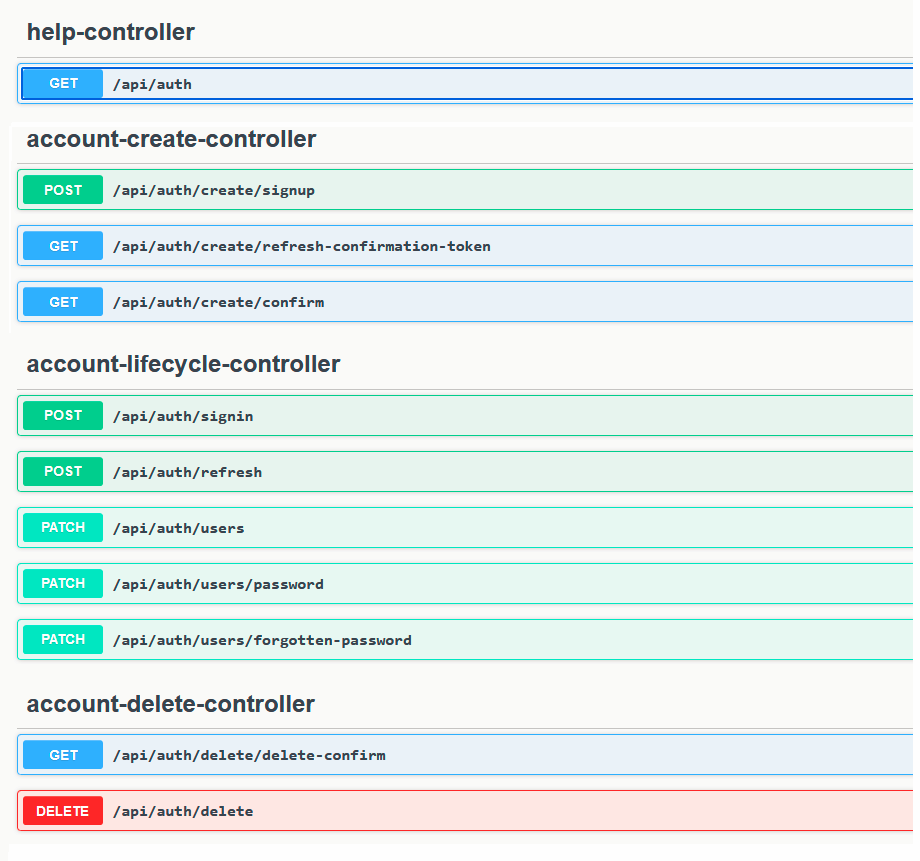 help-controller
GET /api/auth
account-create-controller
POST /api/auth/create/signup
GET /api/auth/create/refresh-confirmation-token
GET /api/auth/create/confirm
account-lifecycle-controller
POST /api/auth/signin
POST /api/auth/refresh
PATCH /api/auth/users
PATCH /api/auth/users/password
PATCH /api/auth/users/forgotten-password
account-delete-controller
GET /api/auth/delete/delete-confirm
DELETE /api/auth/delete